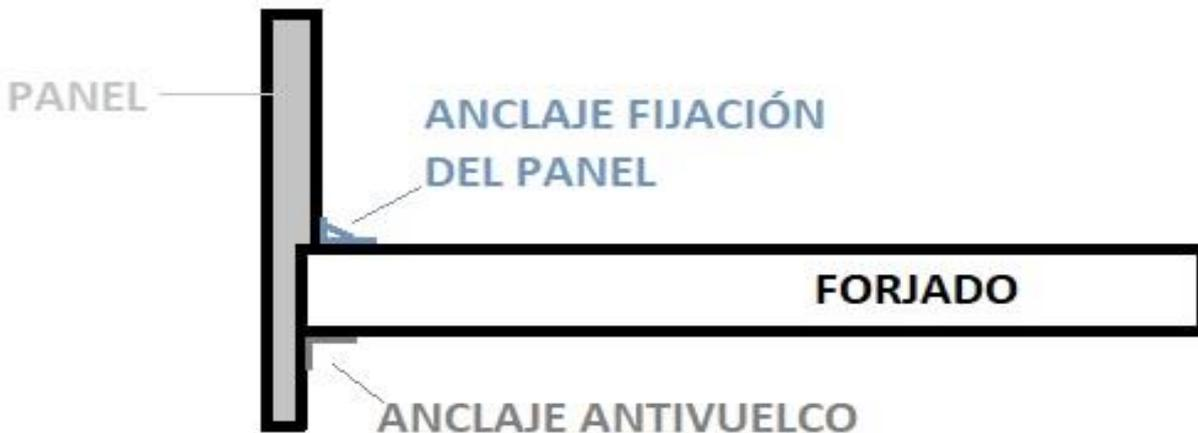 PANEL
ANCLAJE FIJACIÓN
DEL PANEL
FORJADO
ANCLAJE ANTIVUELCO